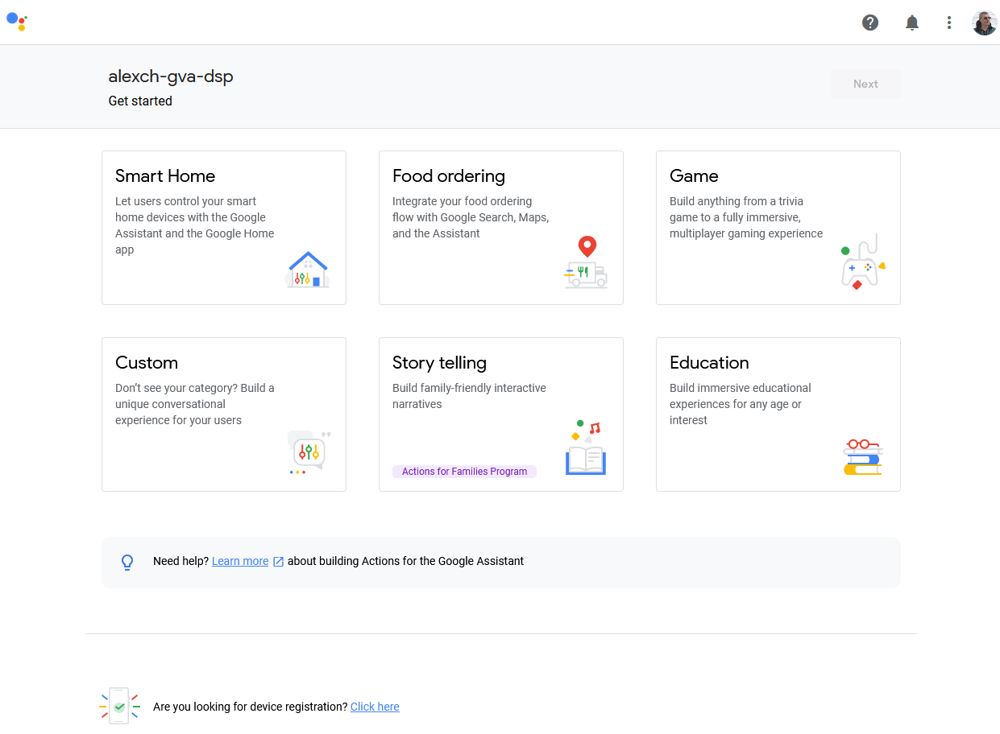 alexch-gva-dsp
Next
Get started
Smart Home
Let users control your smart
home devices with the Google
Assistant and the Google Home
app
Food ordering
Integrate your food ordering
flow with Google Search, Maps,
and the Assistant
Game
Build anything from a trivia
game to a fully immersive,
multiplayer gaming experience
Custom
Don’t see your category? Build a
unique conversational
experience for your users
Story telling
Build family-friendly interactive
narratives
Actions for Families Program
Education
Build immersive educational
experiences for any age or
interest
Need help? Learn more about building Actions for the Google Assistant
Are you looking for device registration? Click here